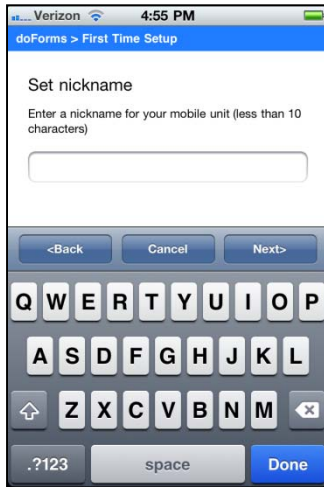 Verizon 4:55 PM
doForms > First Time Setup
Set nickname
Enter a nickname for your mobile unit (less than 10
characters)
<Back Cancel Next>
Q W E R T Y U I O P
A S D F G H J K L
Z X C V B N M
.?123 space Done